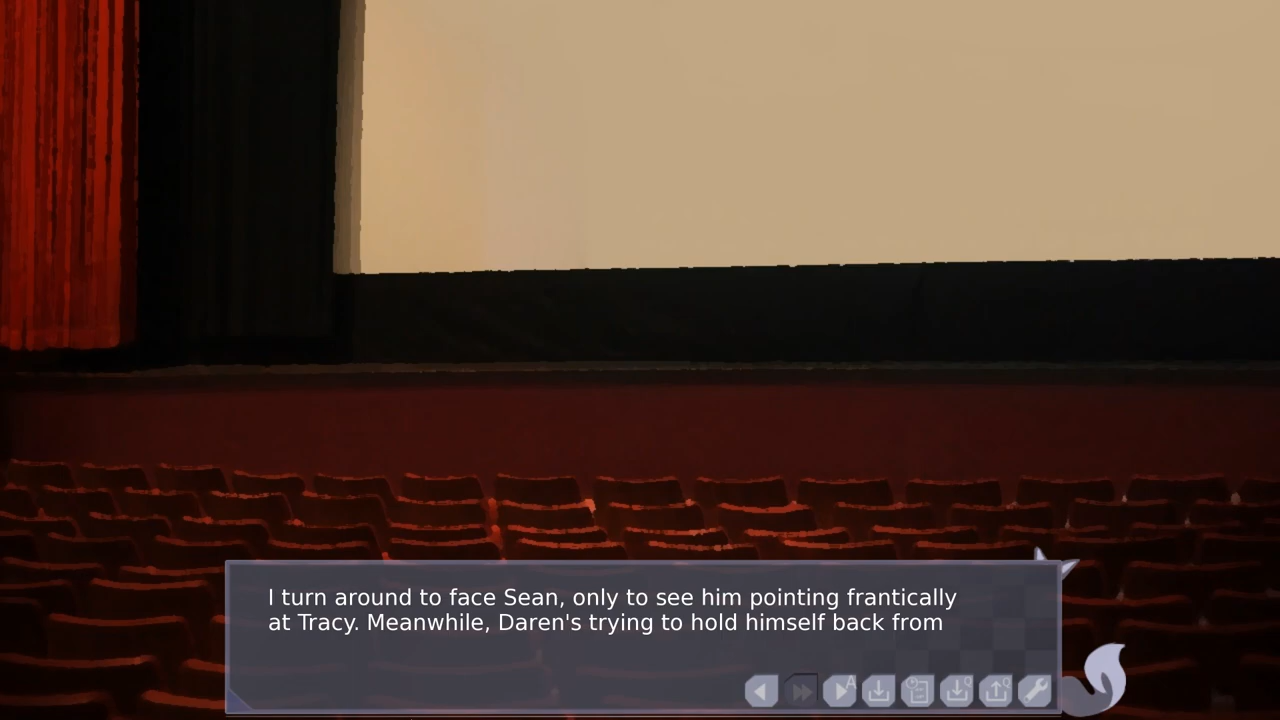 I turn around to face Sean, only to see him pointing frantically
at Tracy. Meanwhile, Daren's trying to hold himself back from